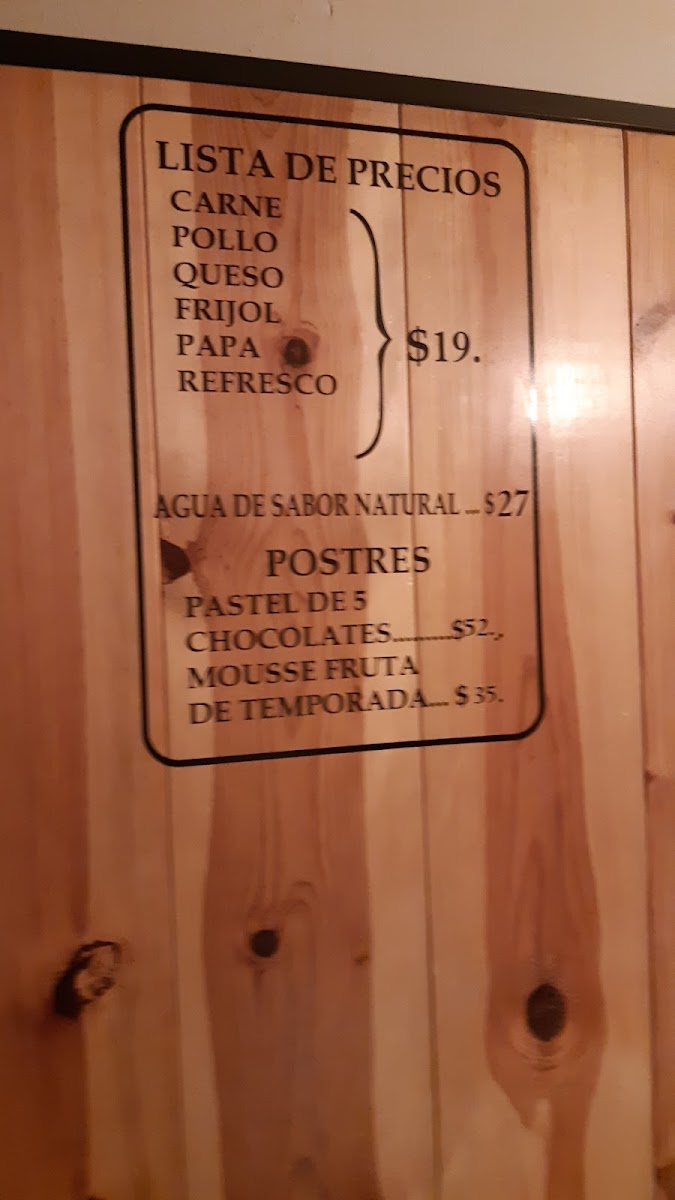 LISTA DE PRECIOS
CARNE
POLLO
QUESO
FRIJOL
PAPA
REFRESCO
$19.
AGUA DE SABOR NATURAL ... $27
POSTRES
PASTEL DE 5
CHOCOLATES..........$52.,
MOUSSE FRUTA
DE TEMPORADA... $ 35.